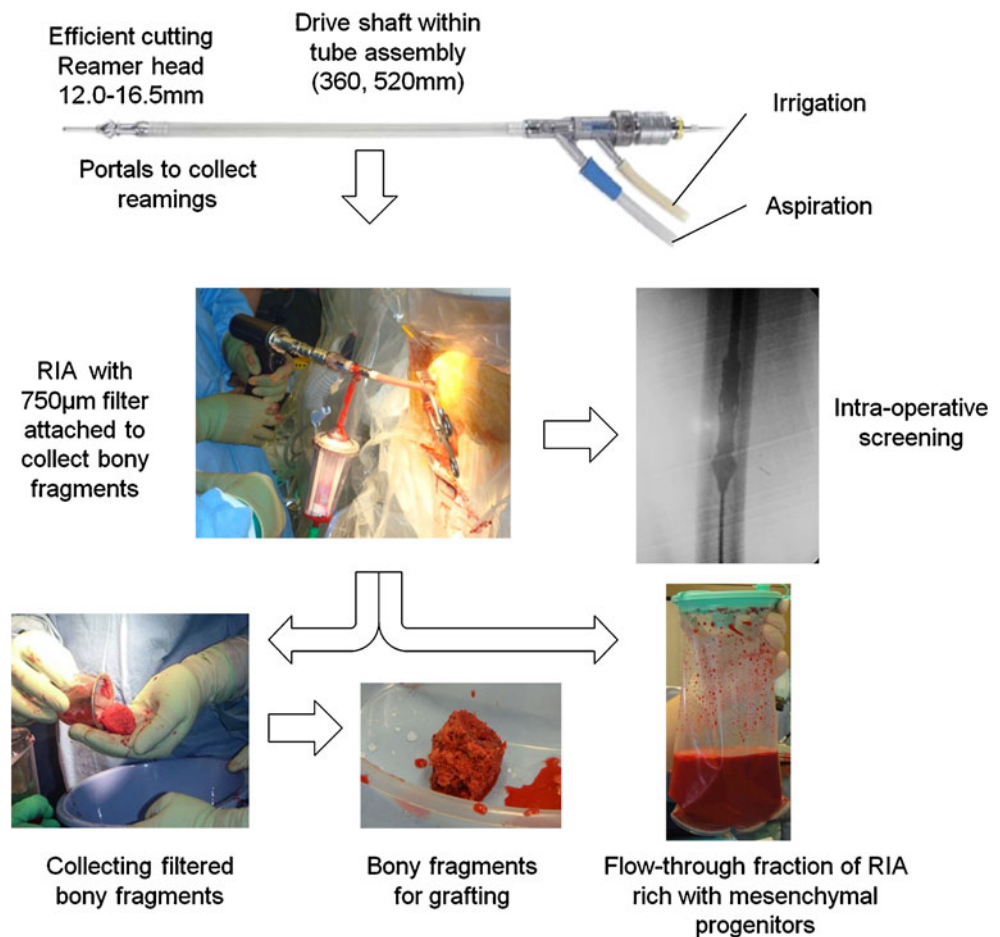 Efficient cutting
Reamer head
12.0-16.5mm
Drive shaft within
tube assembly
(360, 520mm)
Irrigation
Portals to collect
reamings
Aspiration
RIA with
750µm filter
attached to
collect bony
fragments
Intra-operative
screening
Collecting filtered
bony fragments
Bony fragments
for grafting
Flow-through fraction of RIA
rich with mesenchymal
progenitors